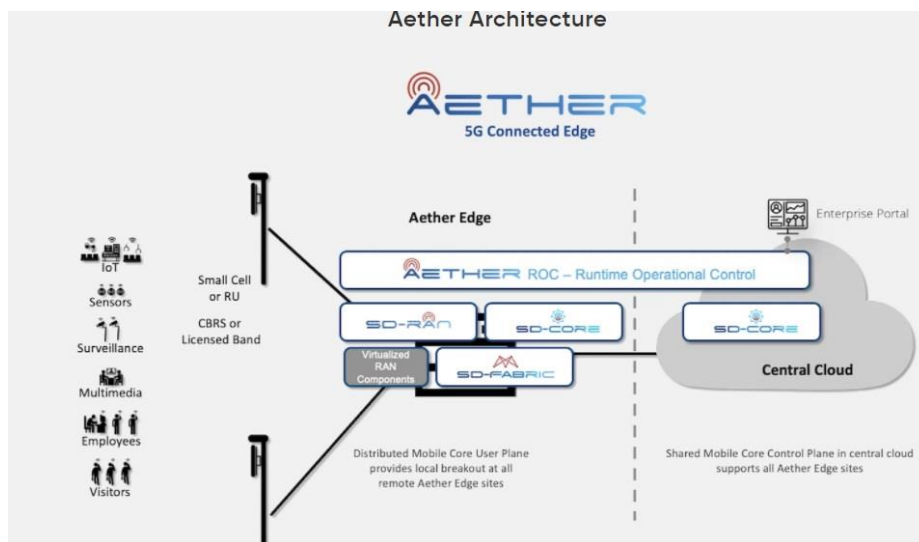 Aether Architecture
AETHER
5G Connected Edge
Aether Edge
Enterprise Portal
AETHER ROC – Runtime Operational Control
IoT
Sensors
Surveillance
Multimedia
Employees
Visitors
Small Cell
or RU
CBRS or
Licensed Band
SD-RAN
SD-CORE
SD-CORE
Virtualized
RAN
Components
SD-FABRIC
Central Cloud
Distributed Mobile Core User Plane
provides local breakout at all
remote Aether Edge sites
Shared Mobile Core Control Plane in central cloud
supports all Aether Edge sites